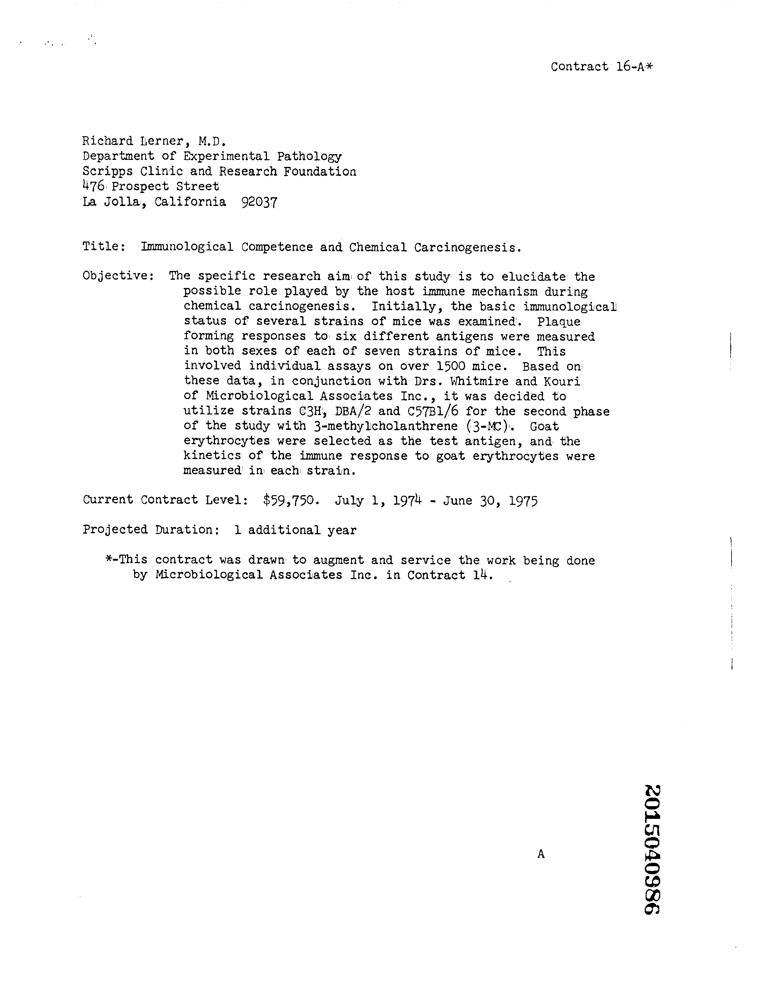 Contract 16-A*
Richard Lerner, M.D.
Department of Experimental Pathology
Scripps Clinic and Research Foundation
476 Prospect Street
La Jolla, California 92037
Title: Immunological Competence and Chemical Carcinogenesis.
Objective: The specific research aim of this study is to elucidate the
possible role played by the host immune mechanism during
chemical carcinogenesis. Initially, the basic immunological
status of several strains of mice was examined. Plaque
forming responses to six different antigens were measured
in both sexes of each of seven strains of mice. This
involved individual assays on over 1500 mice. Based on
these data, in conjunction with Drs. Whitmire and Kouri
of Microbiological Associates Inc., it was decided to
utilize strains C3H, DBA/2 and C57Bl/6 for the second phase
of the study with 3-methylcholanthrene (3-MC). Goat
erythrocytes were selected as the test antigen, and the
kinetics of the immune response to goat erythrocytes were
measured in each strain.
Current Contract Level: $59,750. July 1, 1974 - June 30, 1975
Projected Duration: 1 additional year
*-This contract was drawn to augment and service the work being done
by Microbiological Associates Inc. in Contract 14.
A
2015040986